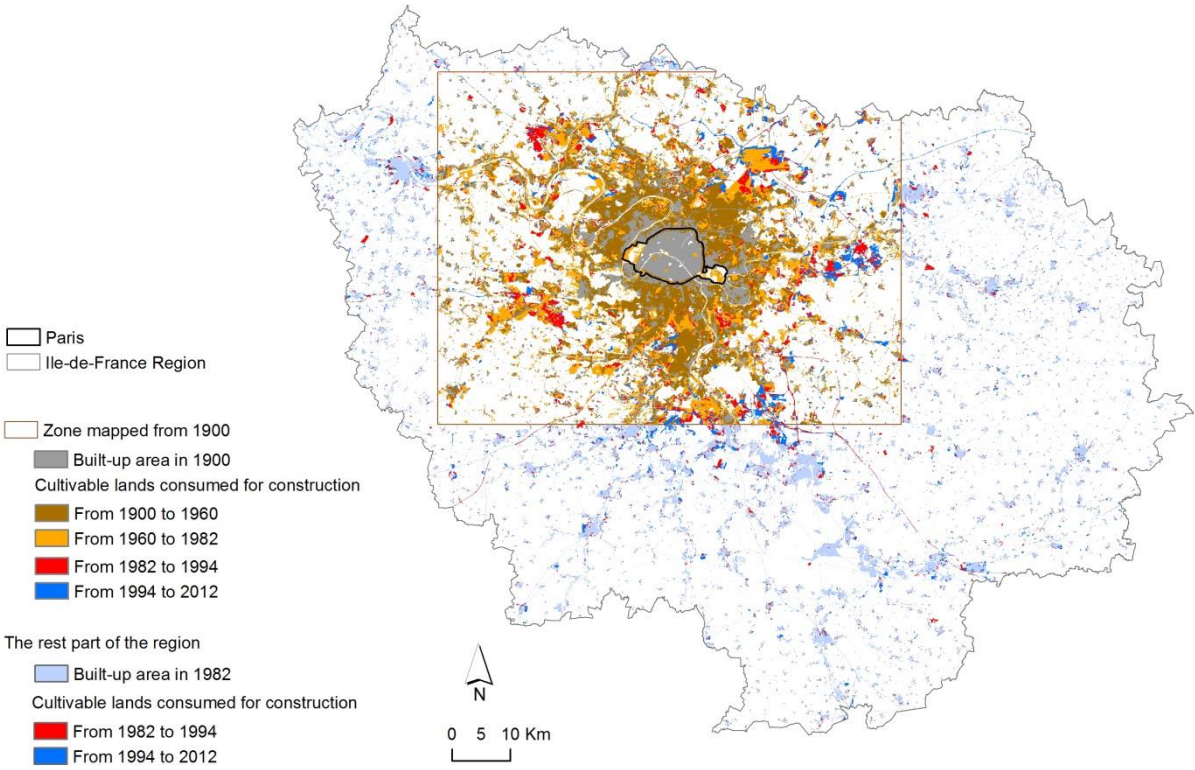 Paris
Ile-de-France Region
Zone mapped from 1900
Built-up area in 1900
Cultivable lands consumed for construction
From 1900 to 1960
From 1960 to 1982
From 1982 to 1994
From 1994 to 2012
The rest part of the region
Built-up area in 1982
Cultivable lands consumed for construction
From 1982 to 1994
From 1994 to 2012
N
0 5 10 Km